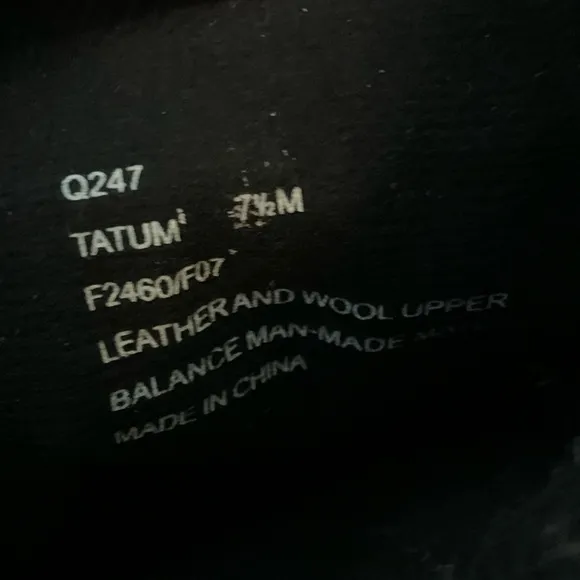 Q247
TATUM 7½M
F2460/F07
LEATHER AND WOOL UPPER
BALANCE MAN-MADE
MADE IN CHINA